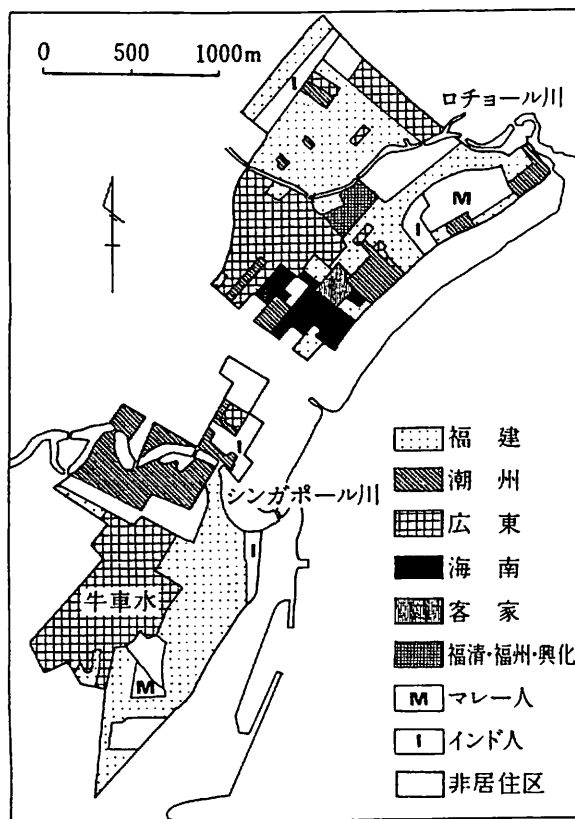 0 500 1000m
ロチョール川
I
M
I
I
シンガポール川
I
牛車水
M
福建
潮州
広東
海南
客家
福清・福州・興化
M マレー人
I インド人
非居住区